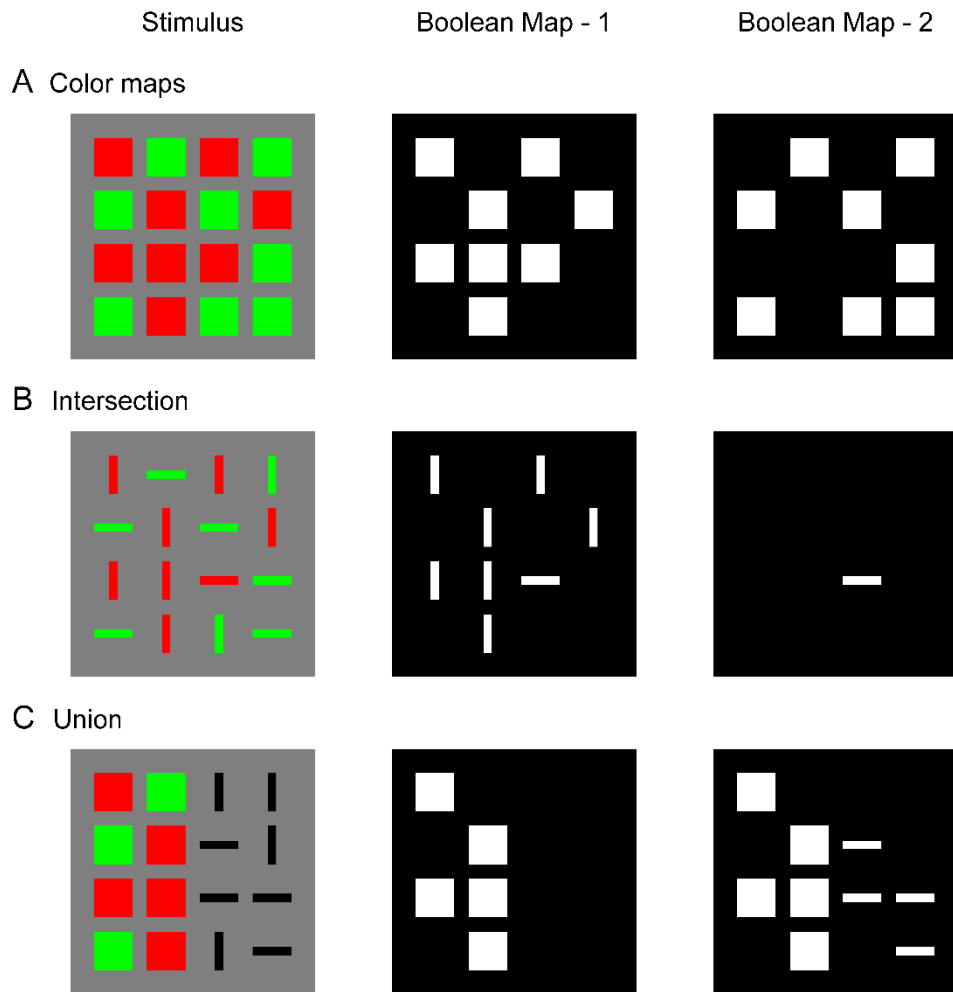 Stimulus Boolean Map - 1 Boolean Map - 2
A Color maps
B Intersection
C Union